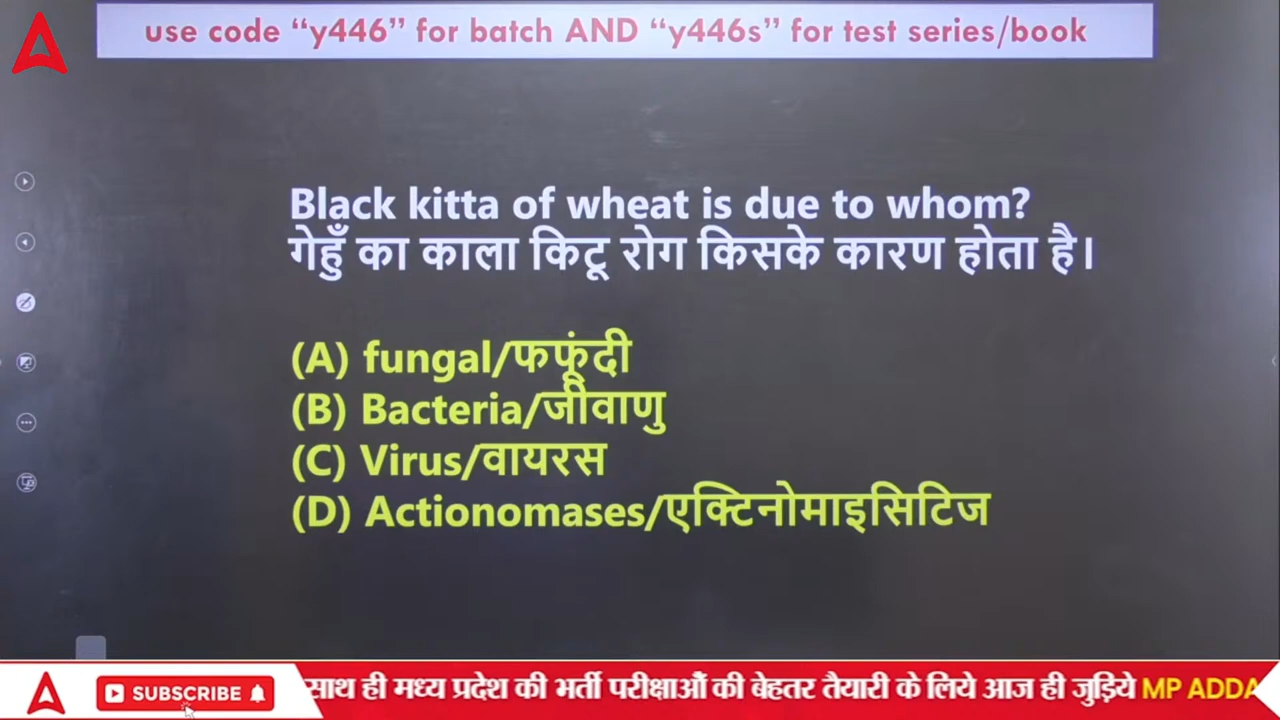 use code “y446” for batch AND “y446s” for test series/book
Black kitta of wheat is due to whom?
गेहुँ का काला किटू रोग किसके कारण होता है।
(A) fungal/फफूंदी
(B) Bacteria/जीवाणु
(C) Virus/वायरस
(D) Actionomases/एक्टिनोमाइसिटिज
SUBSCRIBE
साथ ही मध्य प्रदेश की भर्ती परीक्षाओं की बेहतर तैयारी के लिये आज ही जुड़िये MP ADDA